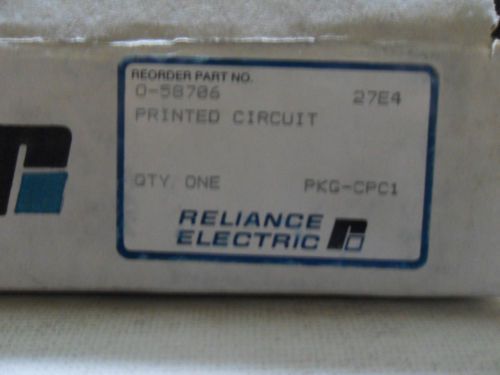 REORDER PART NO.
0-58706 27E4
PRINTED CIRCUIT
QTY. ONE PKG-CPC1
RELIANCE
ELECTRIC